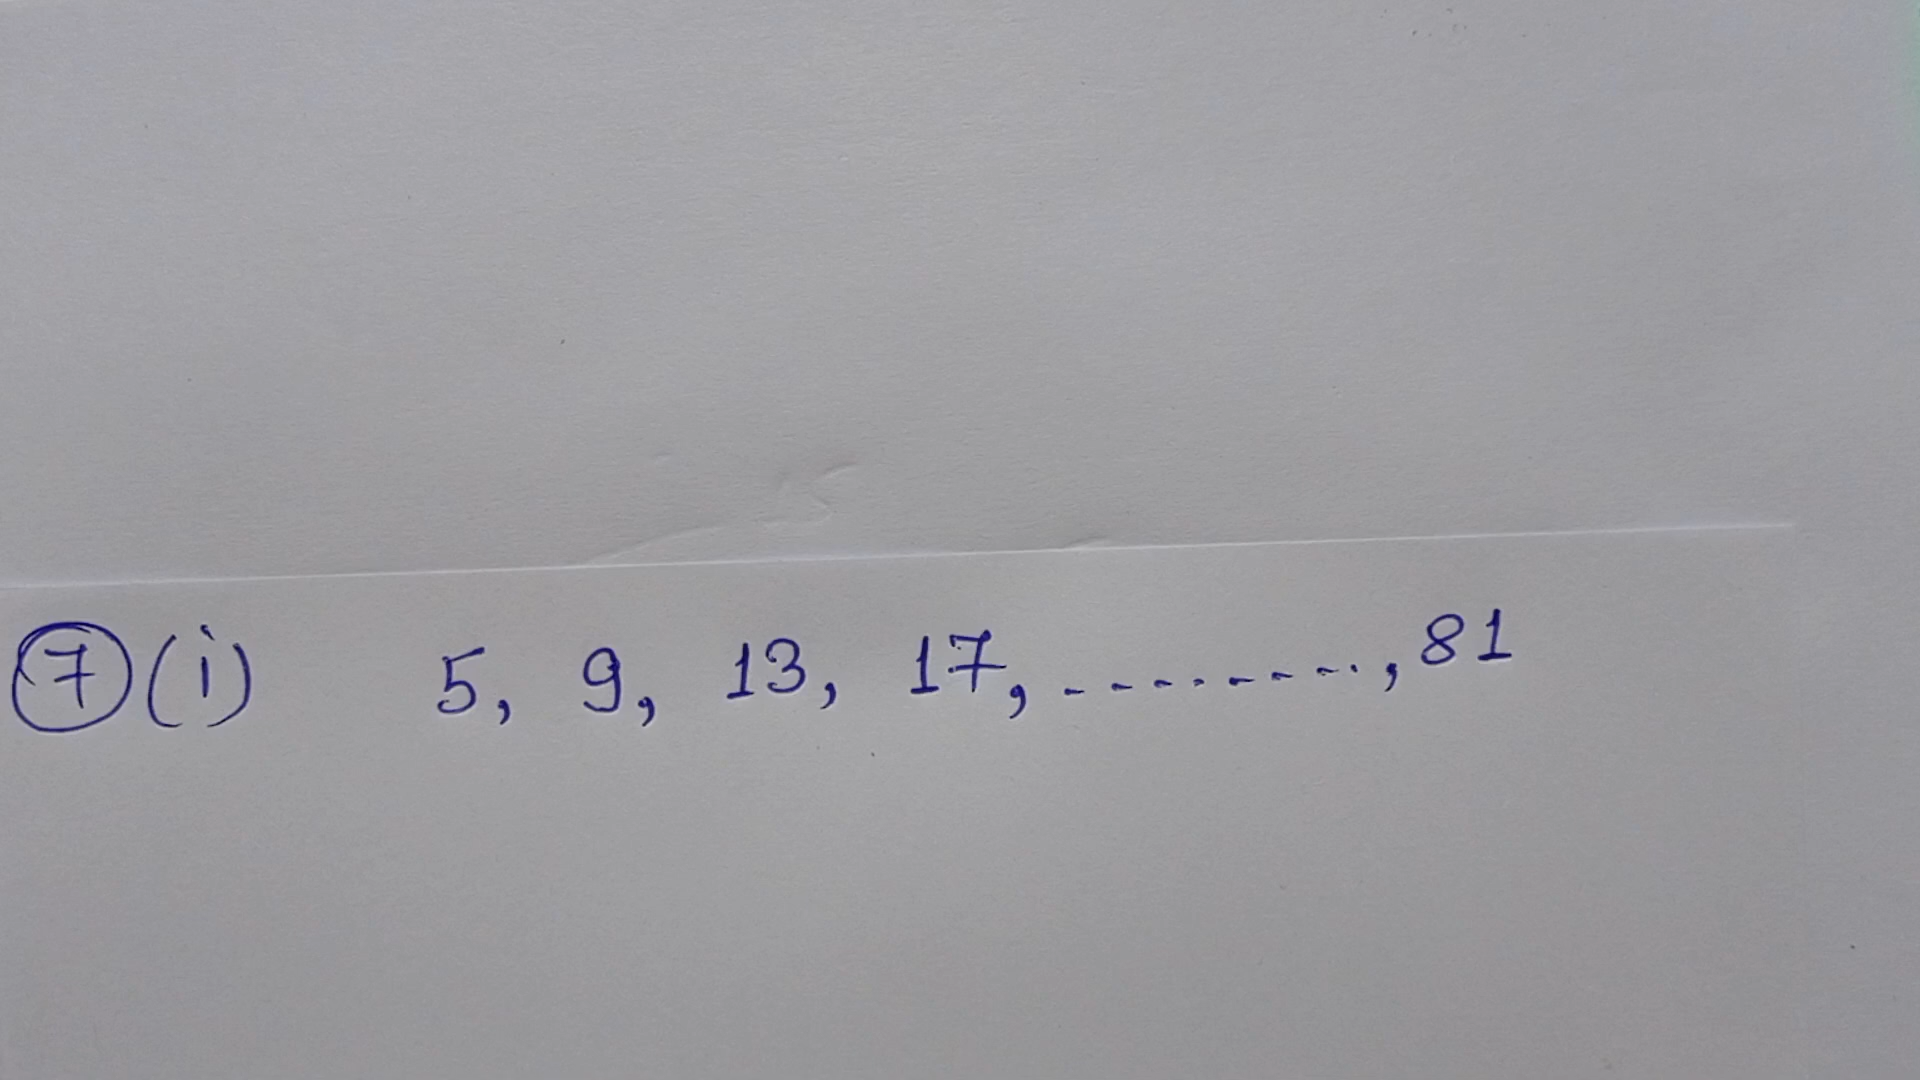 7 (i) 5, 9, 13, 17, ........., 81